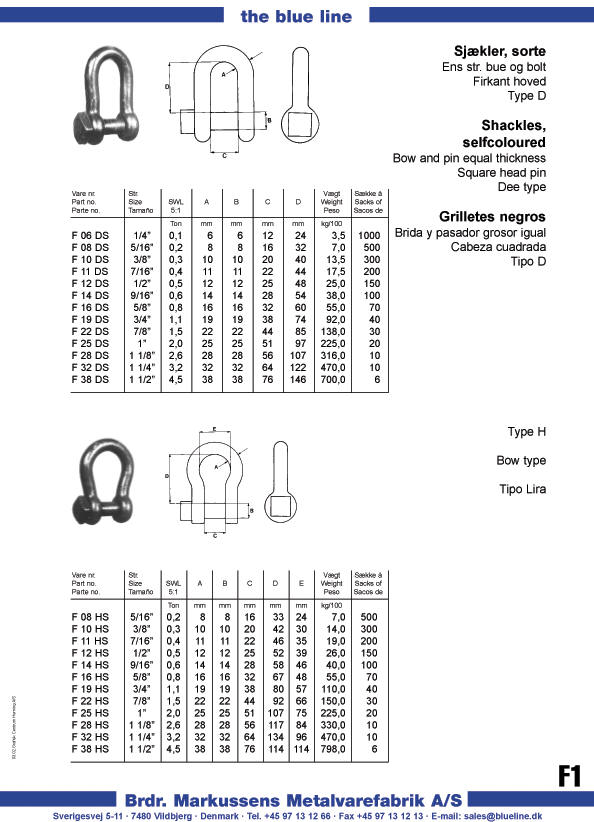 the blue line
Sjækler, sorte
Ens str. bue og bolt
Firkant hoved
Type D
Shackles,
selfcoloured
Bow and pin equal thickness
Square head pin
Dee type
Grilletes negros
Brida y pasador grosor igual
Cabeza cuadrada
Tipo D
A
D
B
C
Vare nr. Str. Vægt Sække à
Part no. Size SWL A B C D Weight Sacks of
Parte no. Tamaño 5:1 Peso Sacos de
Ton mm mm mm mm kg/100
F 06 DS 1/4" 0,1 6 6 12 24 3,5 1000
F 08 DS 5/16" 0,2 8 8 16 32 7,0 500
F 10 DS 3/8" 0,3 10 10 20 40 13,5 300
F 11 DS 7/16" 0,4 11 11 22 44 17,5 200
F 12 DS 1/2" 0,5 12 12 25 48 25,0 150
F 14 DS 9/16" 0,6 14 14 28 54 38,0 100
F 16 DS 5/8" 0,8 16 16 32 60 55,0 70
F 19 DS 3/4" 1,1 19 19 38 74 92,0 40
F 22 DS 7/8" 1,5 22 22 44 85 138,0 30
F 25 DS 1" 2,0 25 25 51 97 225,0 20
F 28 DS 1 1/8" 2,6 28 28 56 107 316,0 10
F 32 DS 1 1/4" 3,2 32 32 64 122 470,0 10
F 38 DS 1 1/2" 4,5 38 38 76 146 700,0 6
Type H
Bow type
Tipo Lira
E
A
D
B
C
Vare nr. Str. Vægt Sække à
Part no. Size SWL A B C D E Weight Sacks of
Parte no. Tamaño 5:1 Peso Sacos de
Ton mm mm mm mm mm kg/100
F 08 HS 5/16" 0,2 8 8 16 33 24 7,0 500
F 10 HS 3/8" 0,3 10 10 20 42 30 14,0 300
F 11 HS 7/16" 0,4 11 11 22 46 35 19,0 200
F 12 HS 1/2" 0,5 12 12 25 52 39 26,0 150
F 14 HS 9/16" 0,6 14 14 28 58 46 40,0 100
F 16 HS 5/8" 0,8 16 16 32 67 48 55,0 70
F 19 HS 3/4" 1,1 19 19 38 80 57 110,0 40
F 22 HS 7/8" 1,5 22 22 44 92 66 150,0 30
F 25 HS 1" 2,0 25 25 51 107 75 225,0 20
F 28 HS 1 1/8" 2,6 28 28 56 117 84 330,0 10
F 32 HS 1 1/4" 3,2 32 32 64 134 96 470,0 10
F 38 HS 1 1/2" 4,5 38 38 76 114 114 798,0 6
F1
Brdr. Markussens Metalvarefabrik A/S
Sverigesvej 5-11 · 7480 Vildbjerg · Denmark · Tel. +45 97 13 12 66 · Fax +45 97 13 12 13 · E-mail: sales@blueline.dk